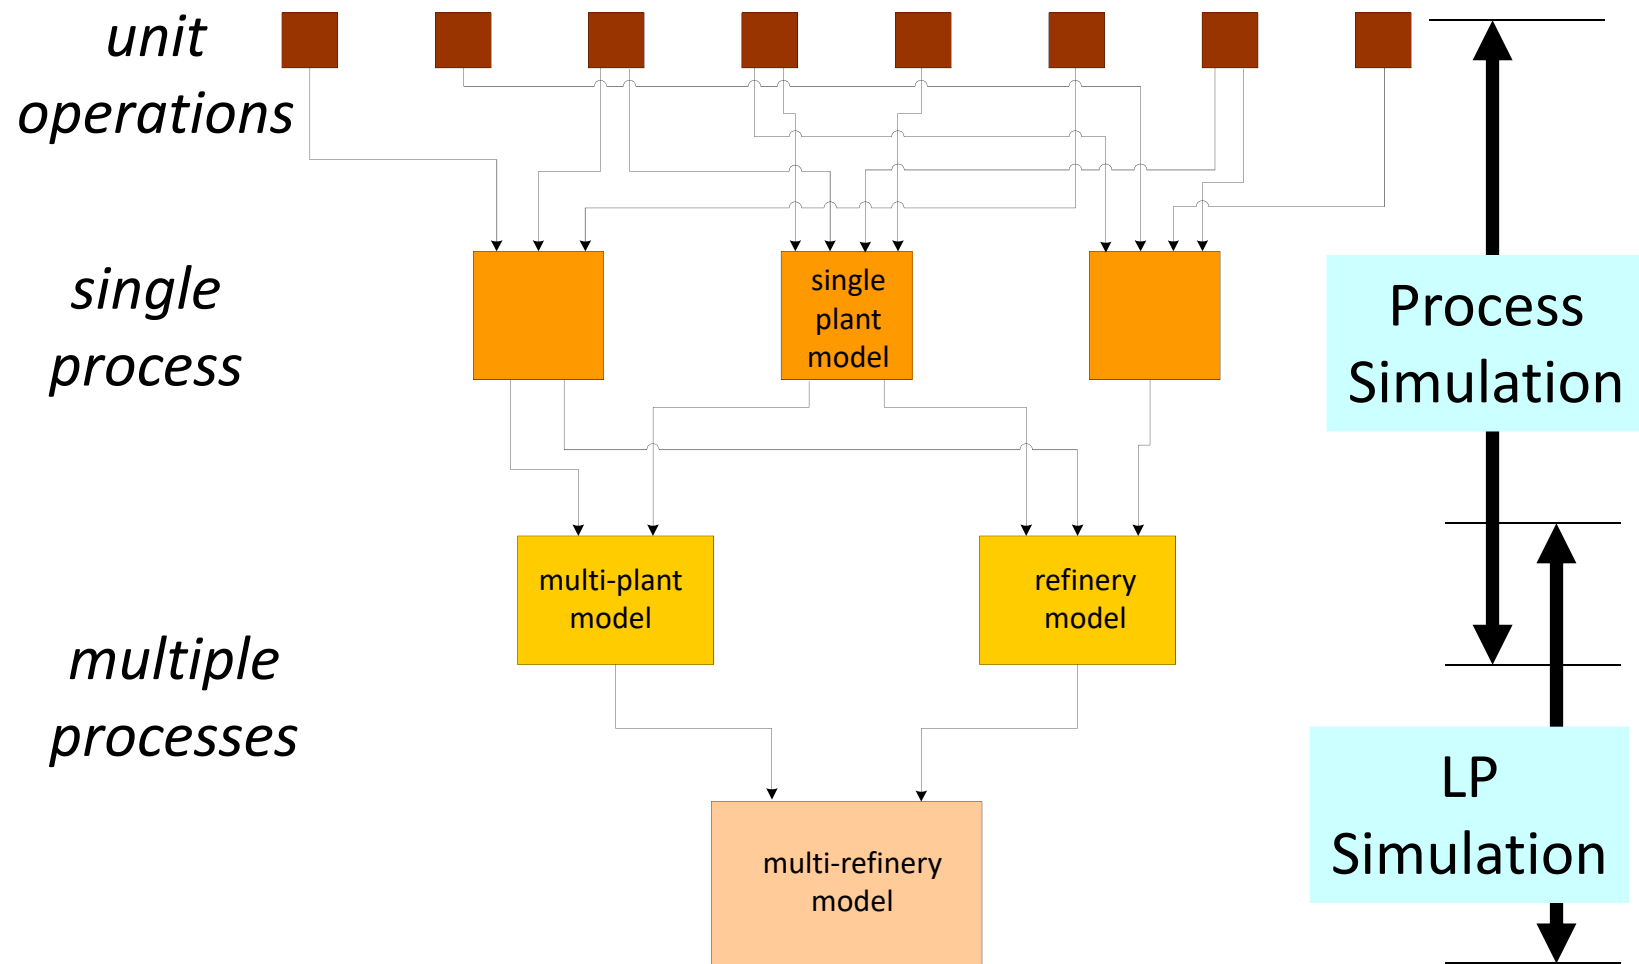 unit
operations
single
process
single
plant
model
Process
Simulation
multi-plant
model
refinery
model
multiple
processes
LP
Simulation
multi-refinery
model